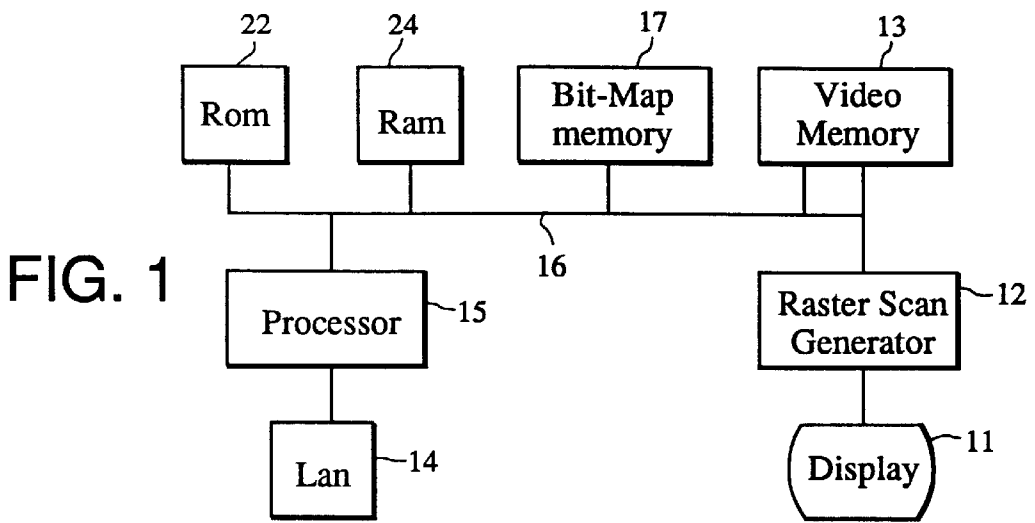 22
24
17
13
Rom
Ram
Bit-Map
memory
Video
Memory
16
FIG. 1
Processor
15
Raster Scan
Generator
12
Lan
14
Display
11